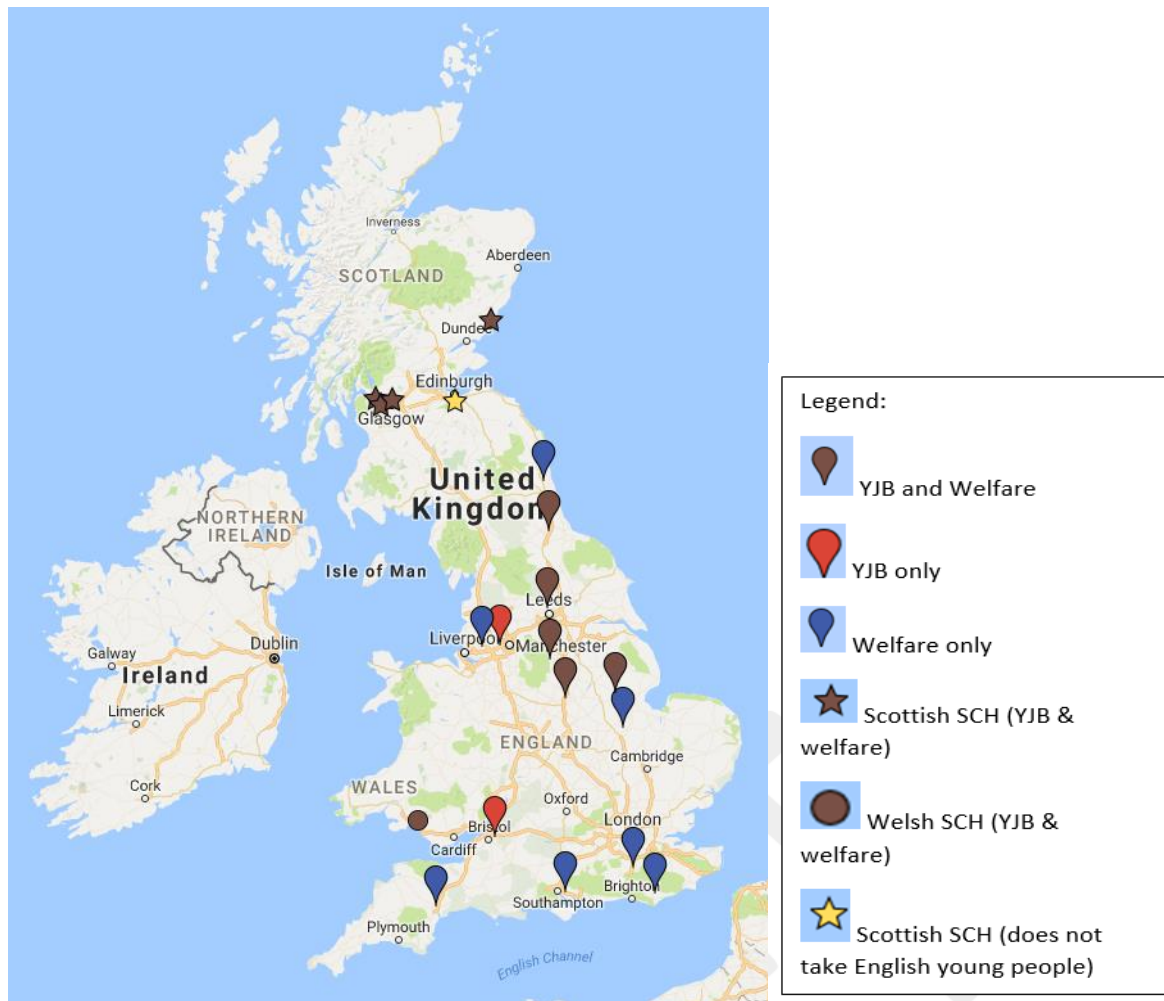 Inverness
Aberdeen
SCOTLAND
Dundee
Edinburgh
Glasgow
United
Kingdom
NORTHERN
IRELAND
Isle of Man
Leeds
Liverpool
Manchester
Dublin
Galway
Ireland
Limerick
ENGLAND
Cambridge
Cork
WALES
Oxford
London
Bristol
Cardiff
Brighton
Southampton
Plymouth
English Channel
Legend:
YJB and Welfare
YJB only
Welfare only
Scottish SCH (YJB &
welfare)
Welsh SCH (YJB &
welfare)
Scottish SCH (does not
take English young people)